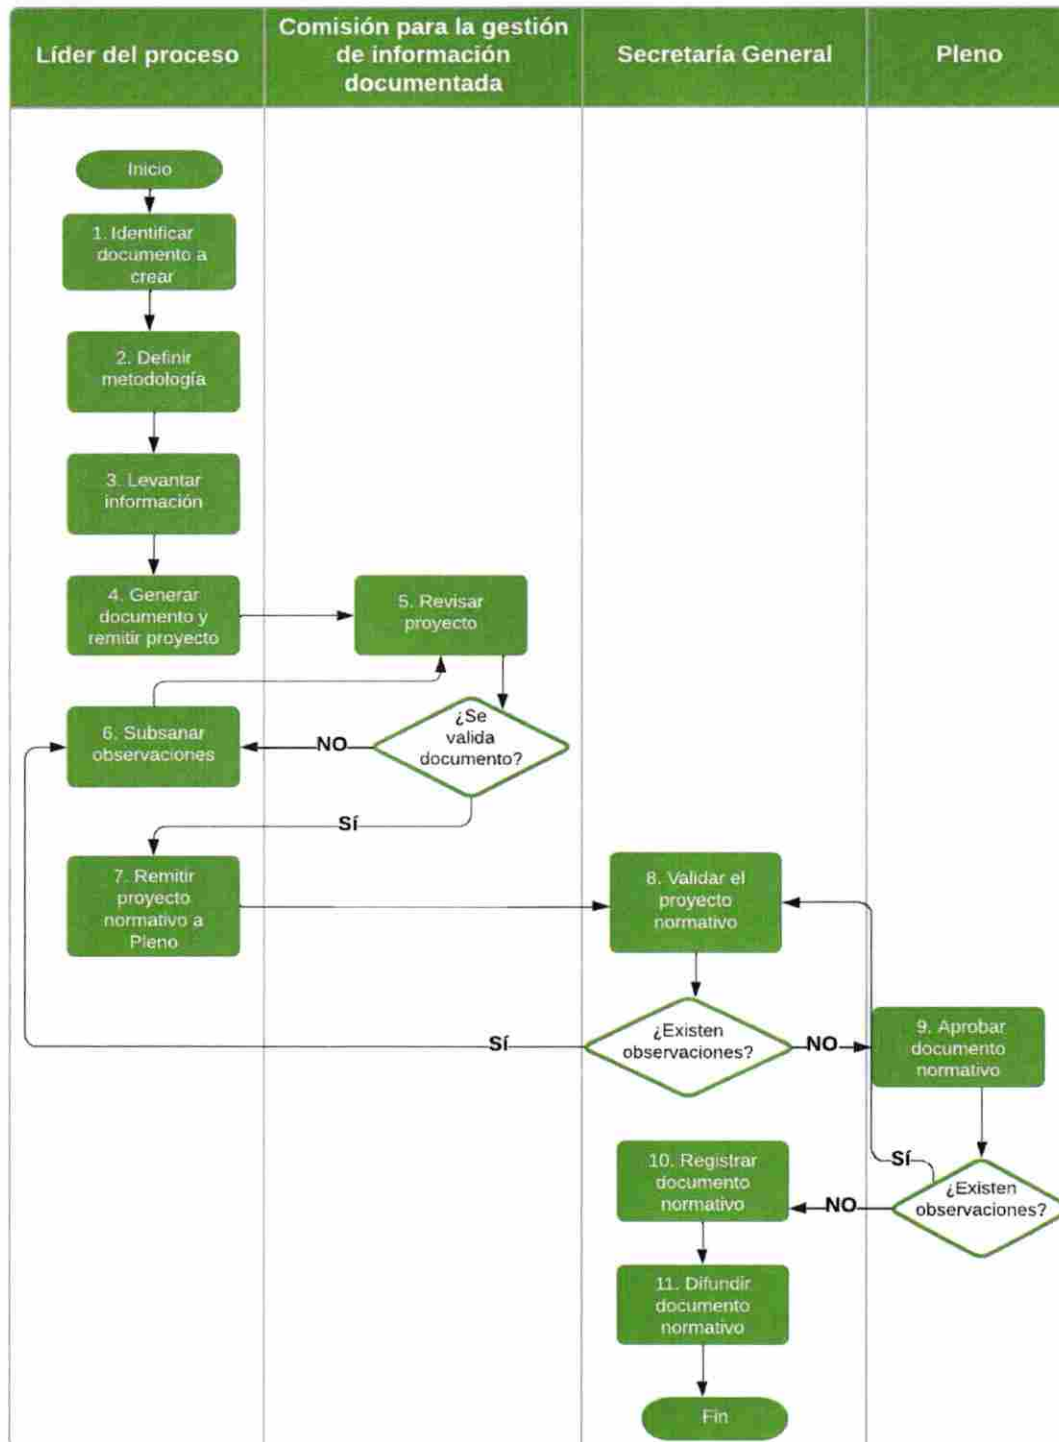 Líder del proceso
Comisión para la gestión
de información
documentada
Secretaría General
Pleno
Inicio
1. Identificar
documento a
crear
2. Definir
metodología
3. Levantar
información
4. Generar
documento y
remitir proyecto
5. Revisar
proyecto
6. Subsanar
observaciones
NO
¿Se
valida
documento?
Sí
7. Remitir
proyecto
normativo a
Pleno
8. Validar el
proyecto
normativo
Sí
¿Existen
observaciones?
NO
9. Aprobar
documento
normativo
Sí
¿Existen
observaciones?
NO
10. Registrar
documento
normativo
11. Difundir
documento
normativo
Fin